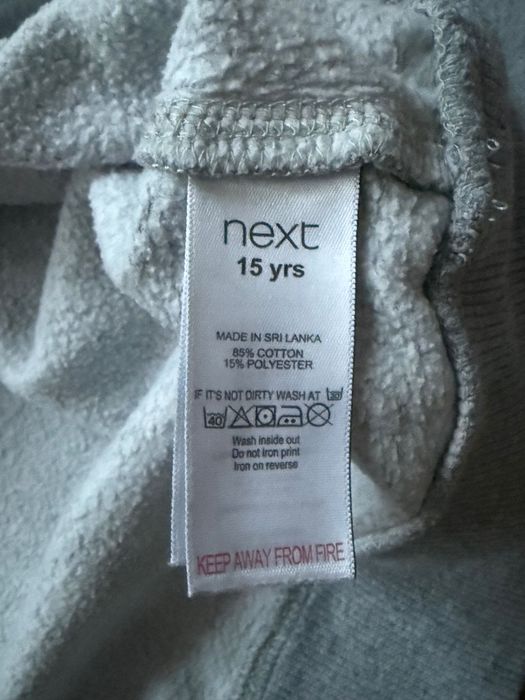 next
15 yrs
MADE IN SRI LANKA
85% COTTON
15% POLYESTER
IF IT'S NOT DIRTY WASH AT 30
40
Wash inside out
Do not iron print
Iron on reverse
KEEP AWAY FROM FIRE